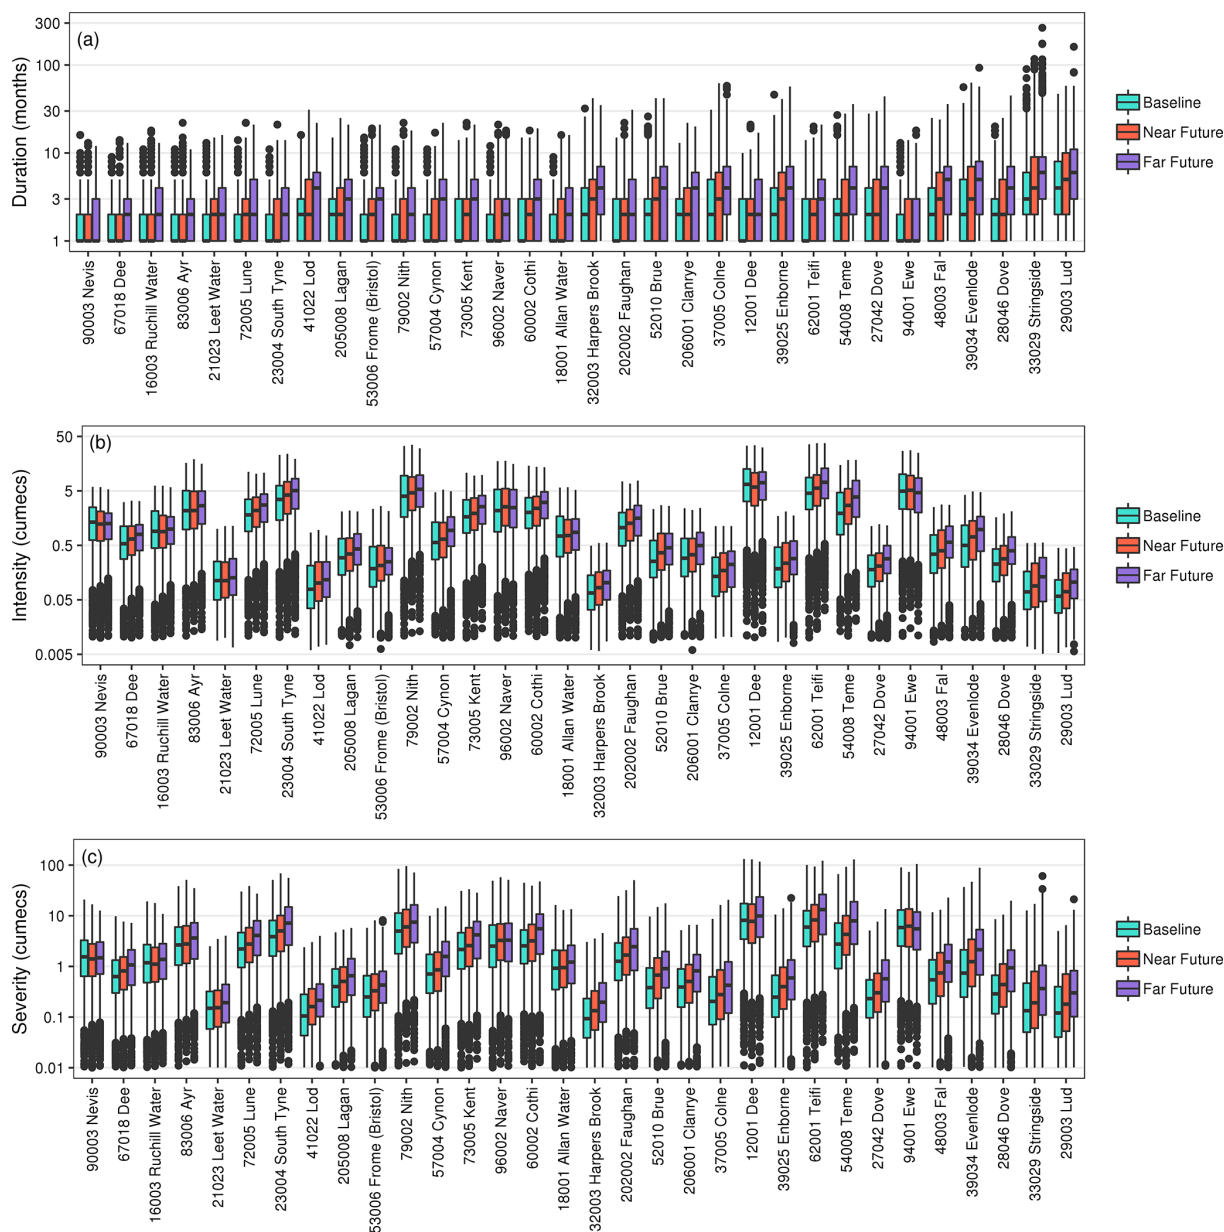 (a)
Duration (months)
300
100
30
10
3
1
90003 Nevis
67018 Dee
16003 Ruchill Water
83006 Ayr
21023 Leet Water
72005 Lune
23004 South Tyne
41022 Lod
205008 Lagan
53006 Frome (Bristol)
79002 Nith
57004 Cynon
73005 Kent
96002 Naver
60002 Cothi
18001 Allan Water
32003 Harpers Brook
202002 Faughan
52010 Brue
206001 Clanrye
37005 Colne
12001 Dee
39025 Enborne
62001 Teifi
54008 Teme
27042 Dove
94001 Ewe
48003 Fal
39034 Evenlode
28046 Dove
33029 Stringside
29003 Lud
Baseline
Near Future
Far Future
(b)
Intensity (cumecs)
50
5
0.5
0.05
0.005
90003 Nevis
67018 Dee
16003 Ruchill Water
83006 Ayr
21023 Leet Water
72005 Lune
23004 South Tyne
41022 Lod
205008 Lagan
53006 Frome (Bristol)
79002 Nith
57004 Cynon
73005 Kent
96002 Naver
60002 Cothi
18001 Allan Water
32003 Harpers Brook
202002 Faughan
52010 Brue
206001 Clanrye
37005 Colne
12001 Dee
39025 Enborne
62001 Teifi
54008 Teme
27042 Dove
94001 Ewe
48003 Fal
39034 Evenlode
28046 Dove
33029 Stringside
29003 Lud
Baseline
Near Future
Far Future
(c)
Severity (cumecs)
100
10
1
0.1
0.01
90003 Nevis
67018 Dee
16003 Ruchill Water
83006 Ayr
21023 Leet Water
72005 Lune
23004 South Tyne
41022 Lod
205008 Lagan
53006 Frome (Bristol)
79002 Nith
57004 Cynon
73005 Kent
96002 Naver
60002 Cothi
18001 Allan Water
32003 Harpers Brook
202002 Faughan
52010 Brue
206001 Clanrye
37005 Colne
12001 Dee
39025 Enborne
62001 Teifi
54008 Teme
27042 Dove
94001 Ewe
48003 Fal
39034 Evenlode
28046 Dove
33029 Stringside
29003 Lud
Baseline
Near Future
Far Future